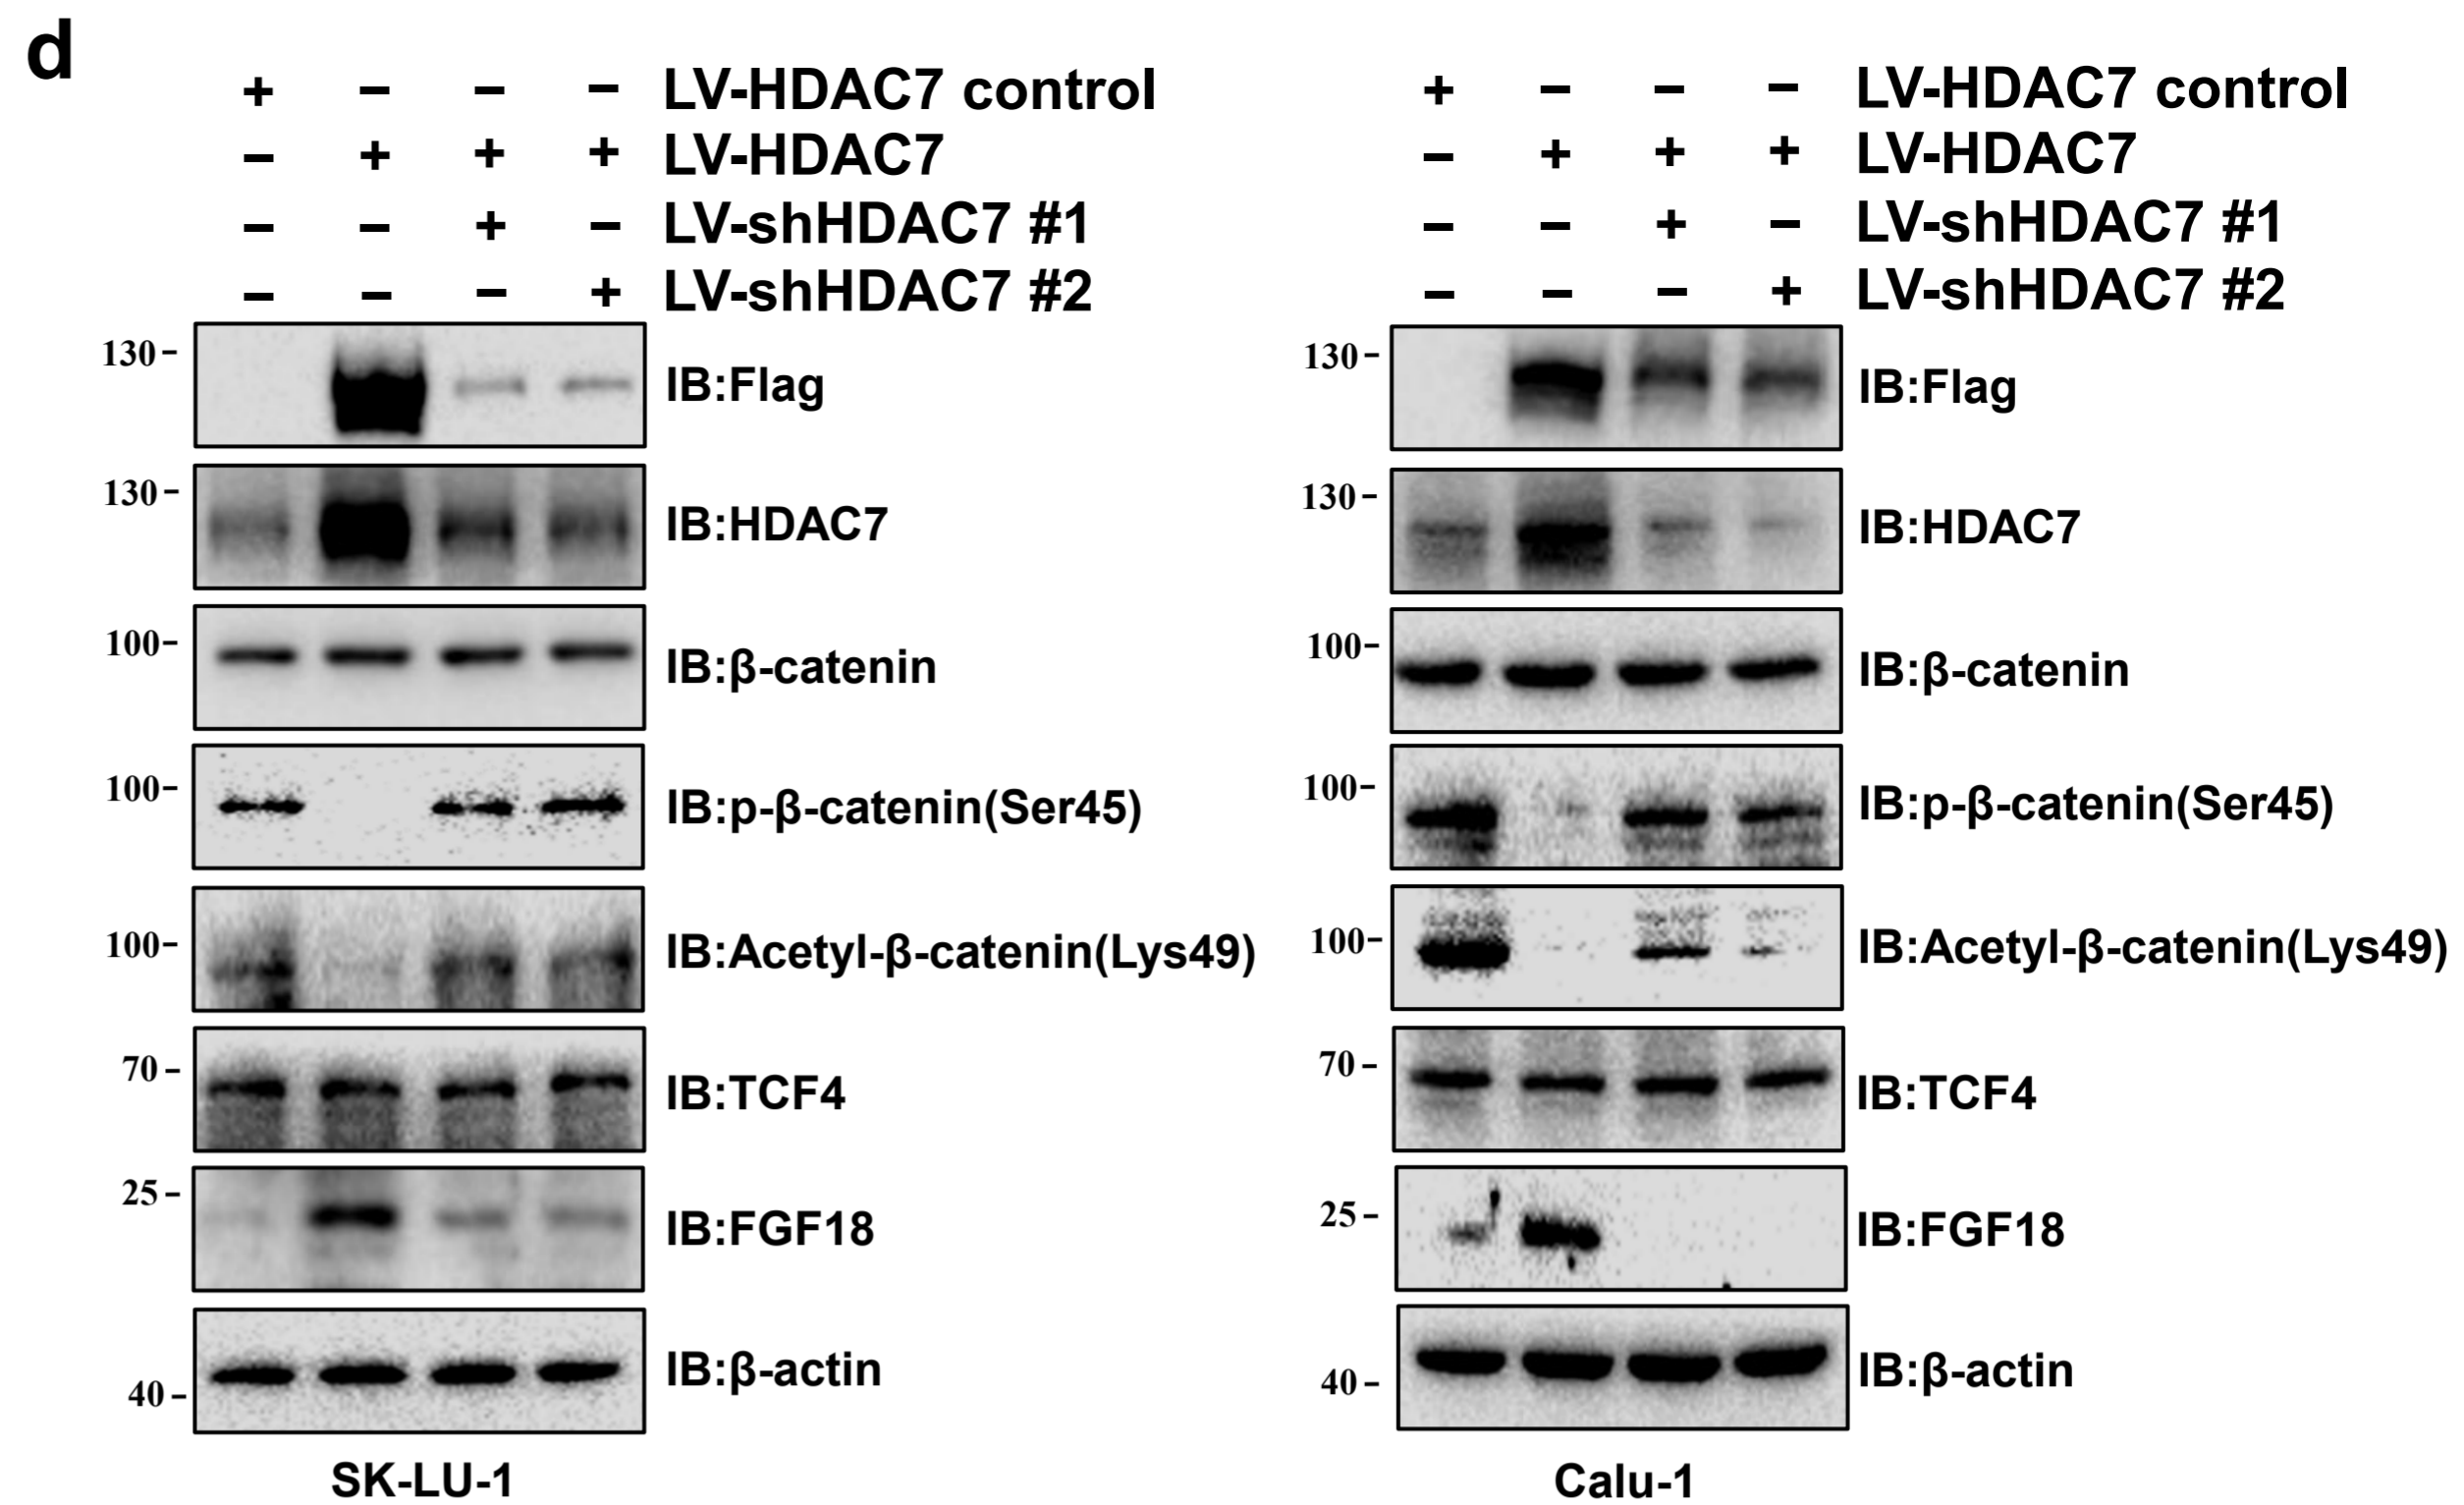 d
+ − − − LV-HDAC7 control
− + + + LV-HDAC7
− − + − LV-shHDAC7 #1
− − − + LV-shHDAC7 #2
130- IB:Flag
130- IB:HDAC7
100- IB:β-catenin
100- IB:p-β-catenin(Ser45)
100- IB:Acetyl-β-catenin(Lys49)
70- IB:TCF4
25- IB:FGF18
40- IB:β-actin
SK-LU-1
+ − − − LV-HDAC7 control
− + + + LV-HDAC7
− − + − LV-shHDAC7 #1
− − − + LV-shHDAC7 #2
130- IB:Flag
130- IB:HDAC7
100- IB:β-catenin
100- IB:p-β-catenin(Ser45)
100- IB:Acetyl-β-catenin(Lys49)
70- IB:TCF4
25- IB:FGF18
40- IB:β-actin
Calu-1